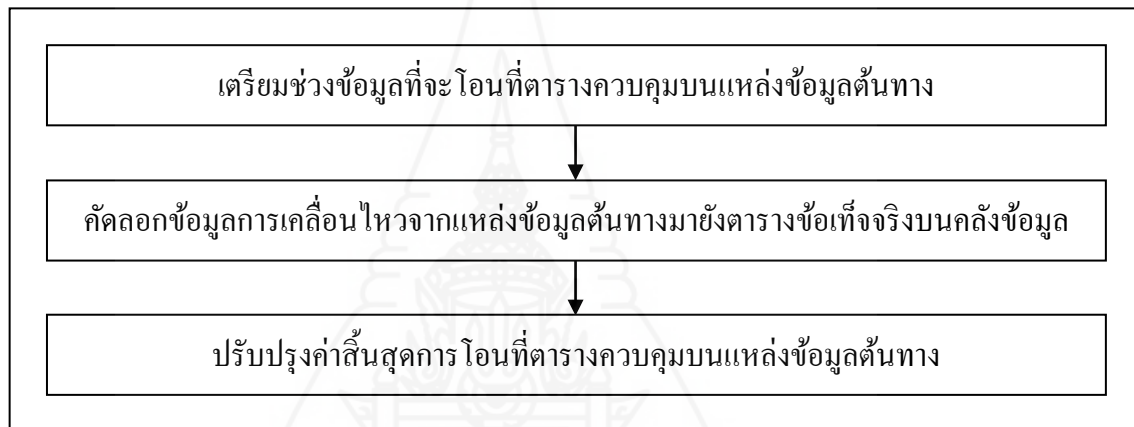 เตรียมช่วงข้อมูลที่จะโอนที่ตารางควบคุมบนแหล่งข้อมูลต้นทาง
คัดลอกข้อมูลการเคลื่อนไหวจากแหล่งข้อมูลต้นทางมายังตารางข้อเท็จจริงบนคลังข้อมูล
ปรับปรุงค่าสิ้นสุดการโอนที่ตารางควบคุมบนแหล่งข้อมูลต้นทาง